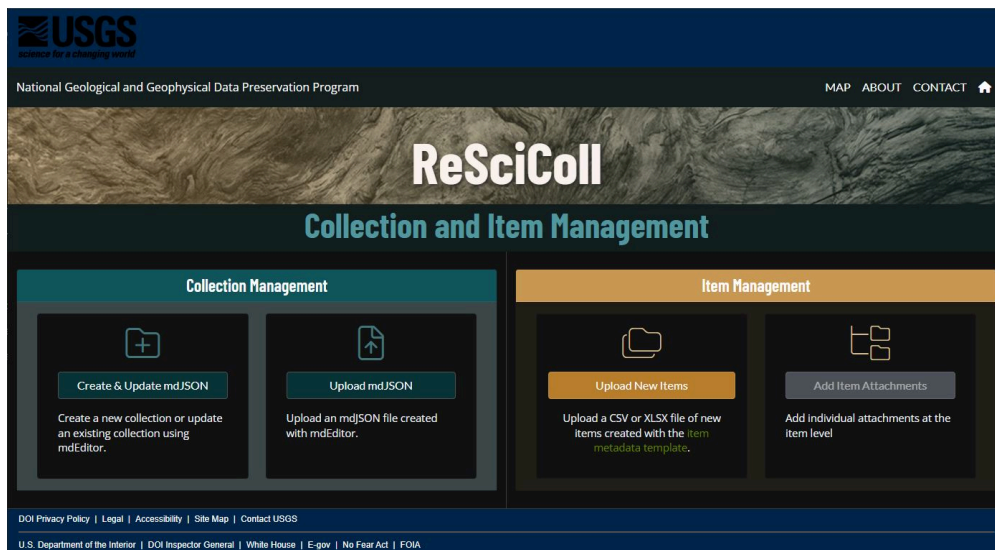 USGS
science for a changing world
National Geological and Geophysical Data Preservation Program
MAP ABOUT CONTACT
ReSciColl
Collection and Item Management
Collection Management
Create & Update mdJSON
Create a new collection or update
an existing collection using
mdEditor.
Upload mdJSON
Upload an mdJSON file created
with mdEditor.
Item Management
Upload New Items
Upload a CSV or XLSX file of new
items created with the item
metadata template.
Add Item Attachments
Add individual attachments at the
item level
DOI Privacy Policy | Legal | Accessibility | Site Map | Contact USGS
U.S. Department of the Interior | DOI Inspector General | White House | E-gov | No Fear Act | FOIA